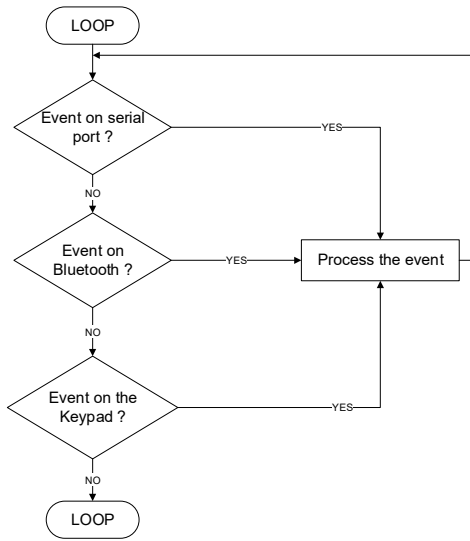 LOOP
Event on serial
port ?
YES
NO
Event on
Bluetooth ?
YES
Process the event
NO
Event on the
Keypad ?
YES
NO
LOOP